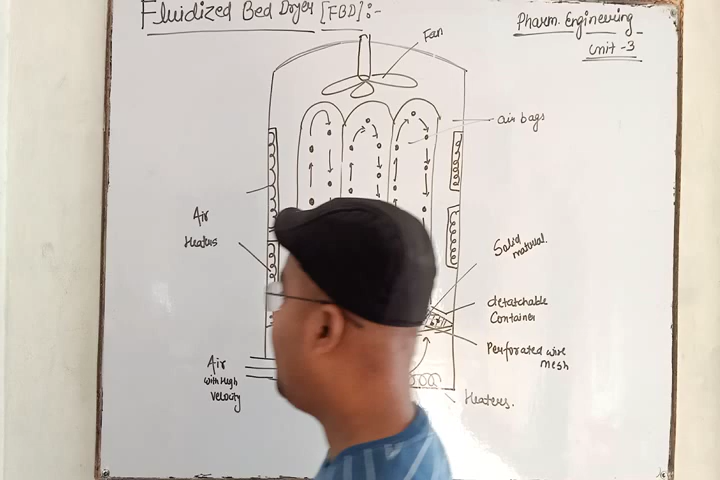 Fluidized Bed Dryer [FBD]:-
Pharm. Engineering
Unit -3
Fan
air bags
Air
Heaters
Solid
material.
detatchable
Container
Perforated wire
mesh
Air
with High
Velocity
Heaters.